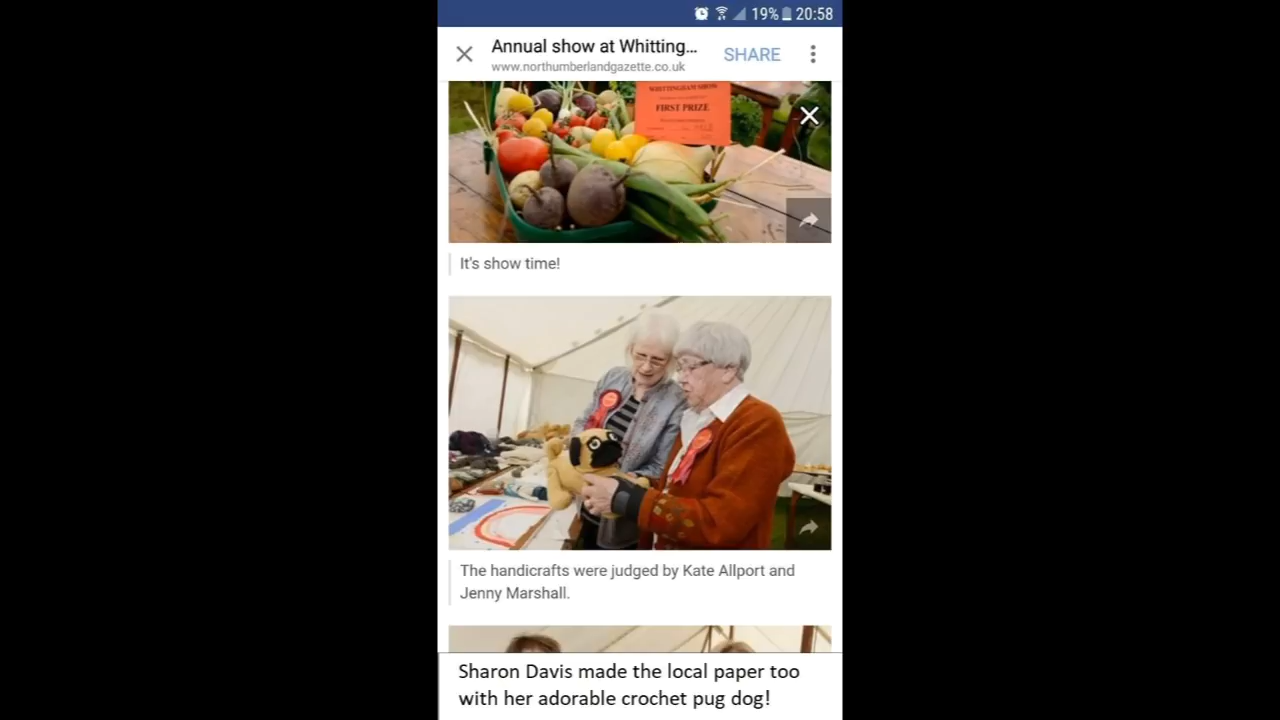 19% 20:58
Annual show at Whitting...
www.northumberlandgazette.co.uk
SHARE
WHITTINGHAM SHOW
FIRST PRIZE
It's show time!
The handicrafts were judged by Kate Allport and
Jenny Marshall.
Sharon Davis made the local paper too
with her adorable crochet pug dog!